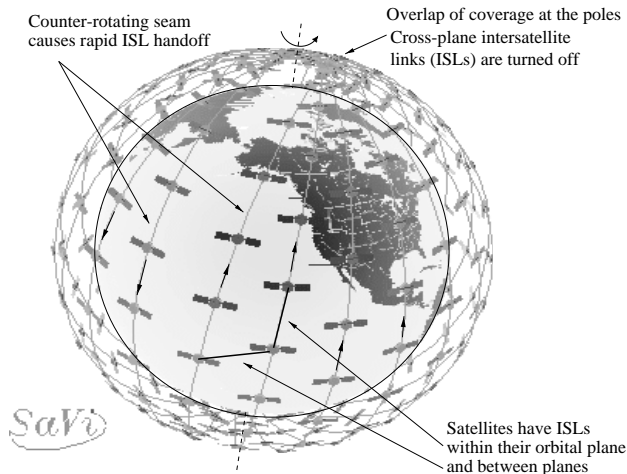 Counter-rotating seam
causes rapid ISL handoff
Overlap of coverage at the poles
Cross-plane intersatellite
links (ISLs) are turned off
SaVi
Satellites have ISLs
within their orbital plane
and between planes